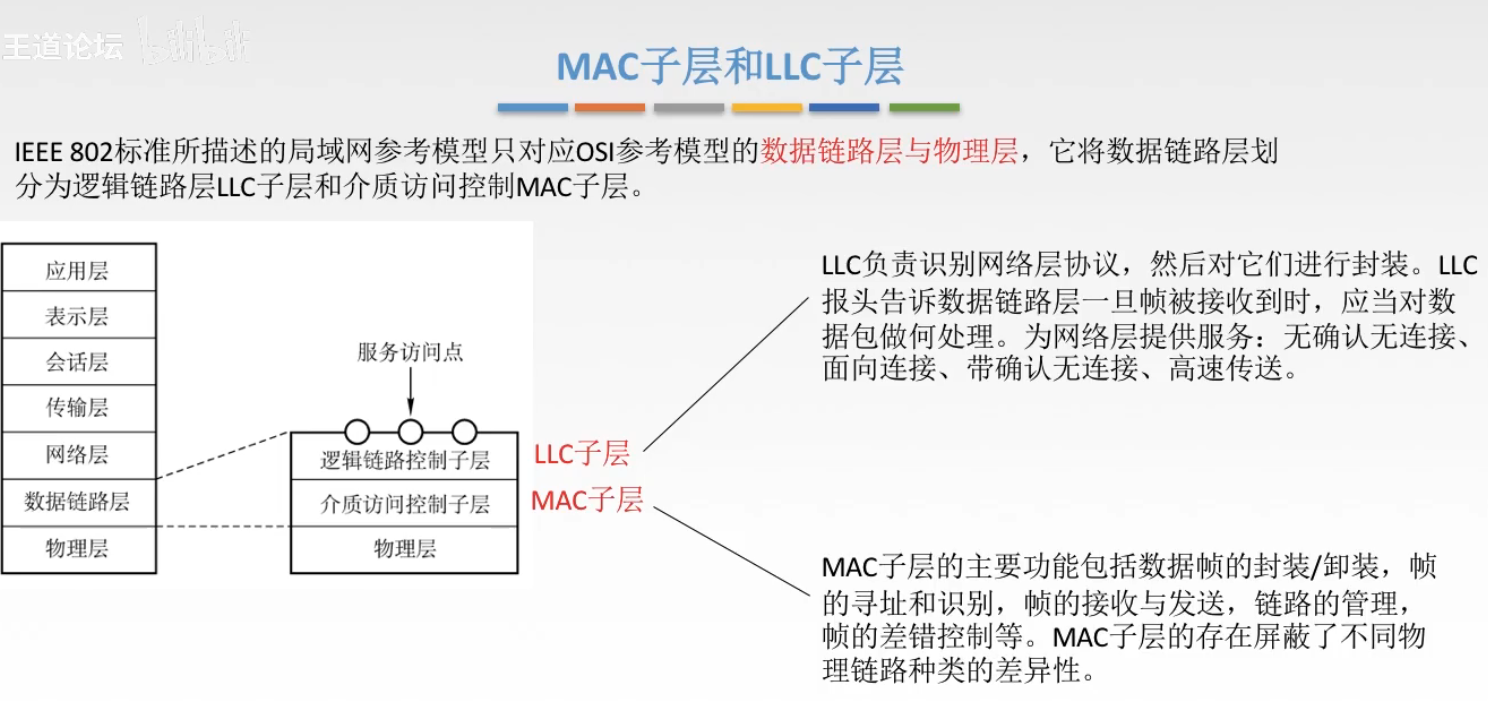 王道论坛 bilibili
MAC子层和LLC子层
IEEE 802标准所描述的局域网参考模型只对应OSI参考模型的数据链路层与物理层，它将数据链路层划
分为逻辑链路层LLC子层和介质访问控制MAC子层。
应用层
表示层
会话层
传输层
网络层
数据链路层
物理层
服务访问点
逻辑链路控制子层
介质访问控制子层
物理层
LLC子层
MAC子层
LLC负责识别网络层协议，然后对它们进行封装。LLC
报头告诉数据链路层一旦帧被接收到时，应当对数
据包做何处理。为网络层提供服务：无确认无连接、
面向连接、带确认无连接、高速传送。
MAC子层的主要功能包括数据帧的封装/卸装，帧
的寻址和识别，帧的接收与发送，链路的管理，
帧的差错控制等。MAC子层的存在屏蔽了不同物
理链路种类的差异性。